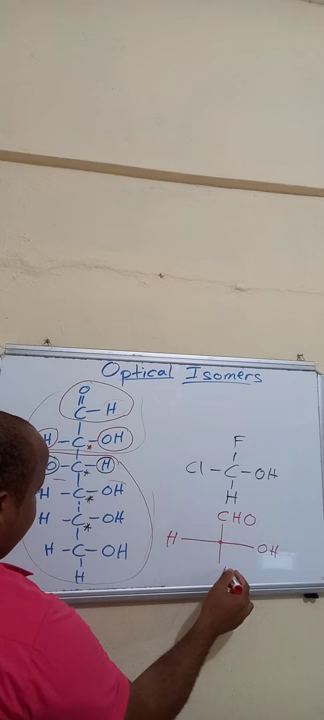 Optical Isomers
O
C - H
H - C - OH
*
O - C - H
*
H - C - OH
*
H - C - OH
*
H - C - OH
H
F
Cl - C - OH
H
CHO
H
OH